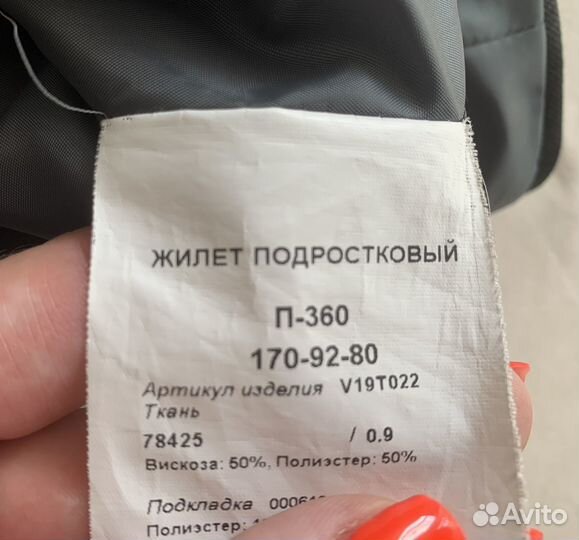 ЖИЛЕТ ПОДРОСТКОВЫЙ
П-360
170-92-80
Артикул изделия V19T022
Ткань
78425 / 0.9
Вискоза: 50%, Полиэстер: 50%
Подкладка
Полиэстер:
Avito